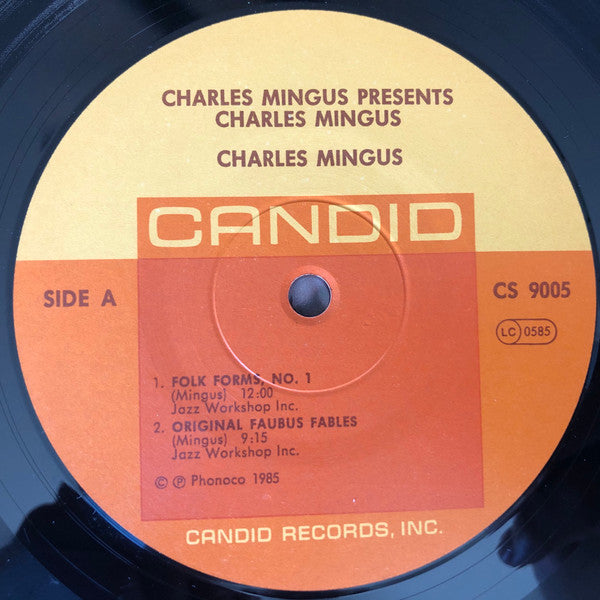 CHARLES MINGUS PRESENTS
CHARLES MINGUS
CHARLES MINGUS
CANDID
SIDE A
CS 9005
LC 0585
1. FOLK FORMS, NO. 1
(Mingus) 12:00
Jazz Workshop Inc.
2. ORIGINAL FAUBUS FABLES
(Mingus) 9:15
Jazz Workshop Inc.
© ℗ Phonoco 1985
CANDID RECORDS, INC.